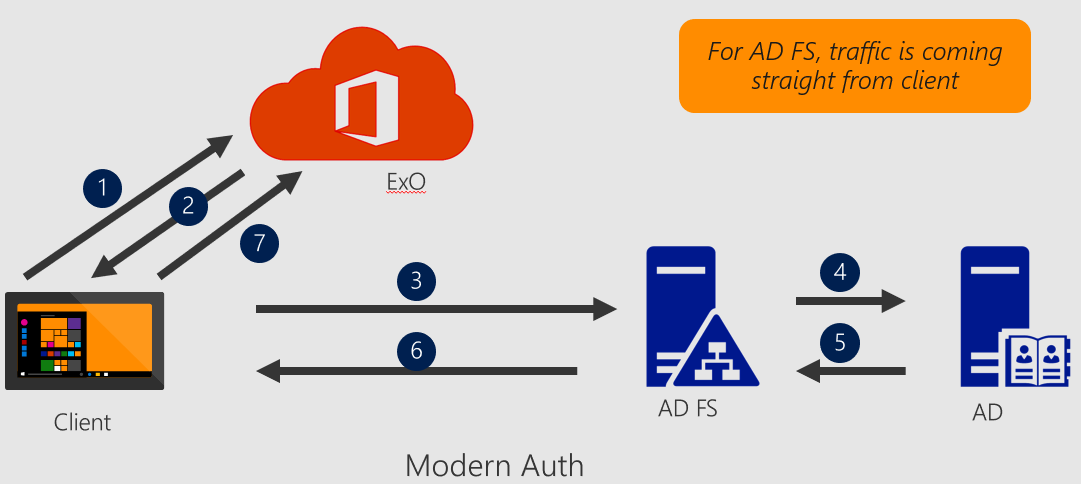 For AD FS, traffic is coming
straight from client
ExO
1
2
7
3
4
6
5
Client
AD FS
AD
Modern Auth